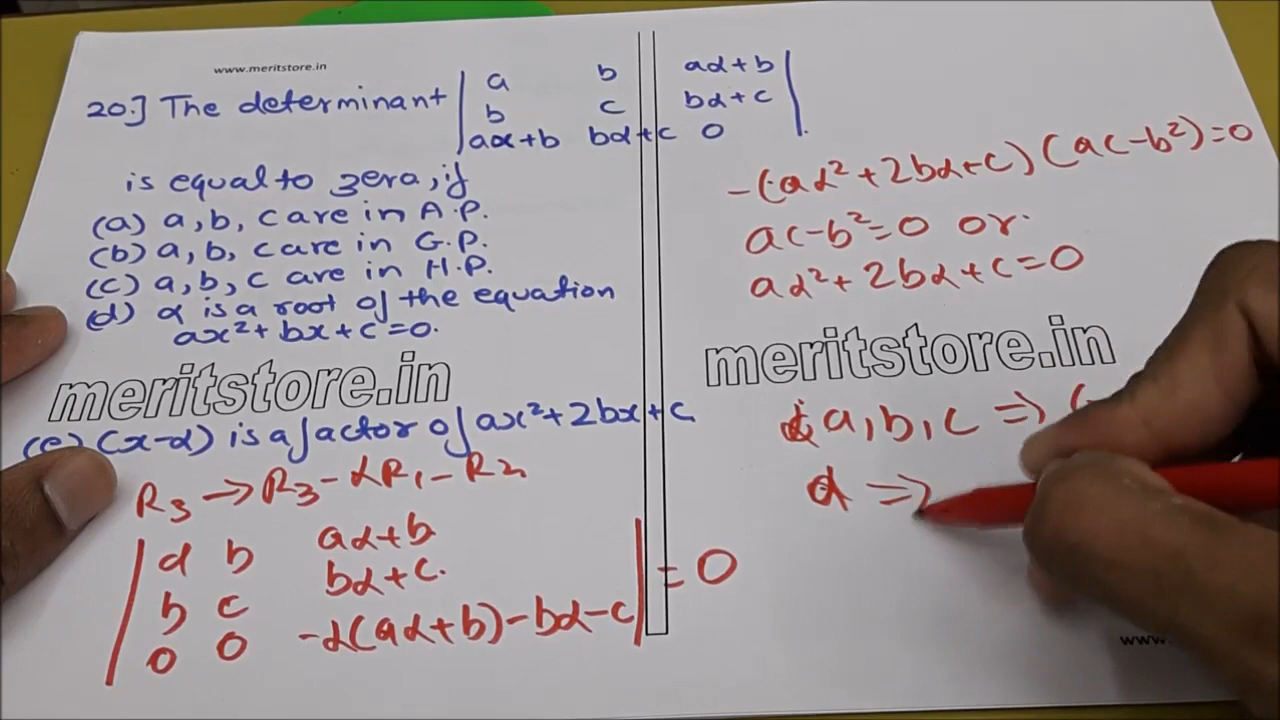 www.meritstore.in
20.] The determinant | a b aα+b |
| b c bα+c |
| aα+b bα+c 0 |.
is equal to zero, if
(a) a, b, c are in A.P.
(b) a, b, c are in G.P.
(c) a, b, c are in H.P.
(d) α is a root of the equation
ax²+bx+c=0.
meritstore.in
(e) (x-α) is a factor of ax²+2bx+c
R₃ → R₃-αR₁-R₂
| a b aα+b |
| b c bα+c. | = 0
| 0 0 -α(aα+b)-bα-c |
-(aα²+2bα+c)(ac-b²)=0
ac-b²=0 or
aα²+2bα+c=0
meritstore.in
a, b, c ⇒
α ⇒
www.